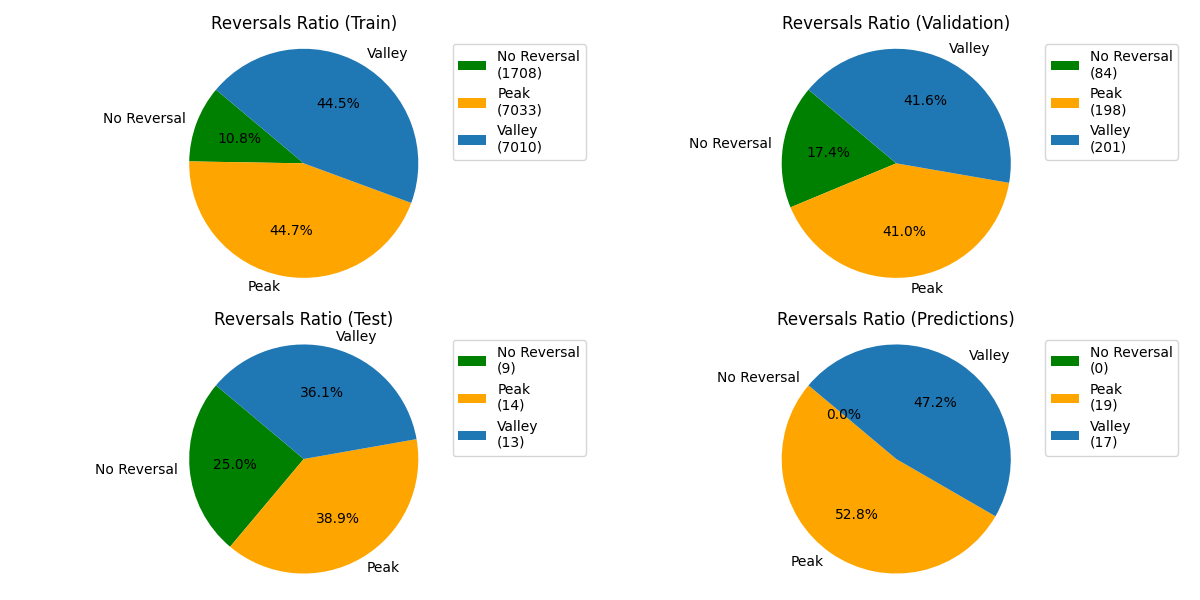 Reversals Ratio (Train)
Valley
44.5%
No Reversal
10.8%
44.7%
Peak
No Reversal
(1708)
Peak
(7033)
Valley
(7010)
Reversals Ratio (Validation)
Valley
41.6%
No Reversal
17.4%
41.0%
Peak
No Reversal
(84)
Peak
(198)
Valley
(201)
Reversals Ratio (Test)
Valley
36.1%
No Reversal
25.0%
38.9%
Peak
No Reversal
(9)
Peak
(14)
Valley
(13)
Reversals Ratio (Predictions)
Valley
No Reversal
47.2%
0.0%
52.8%
Peak
No Reversal
(0)
Peak
(19)
Valley
(17)